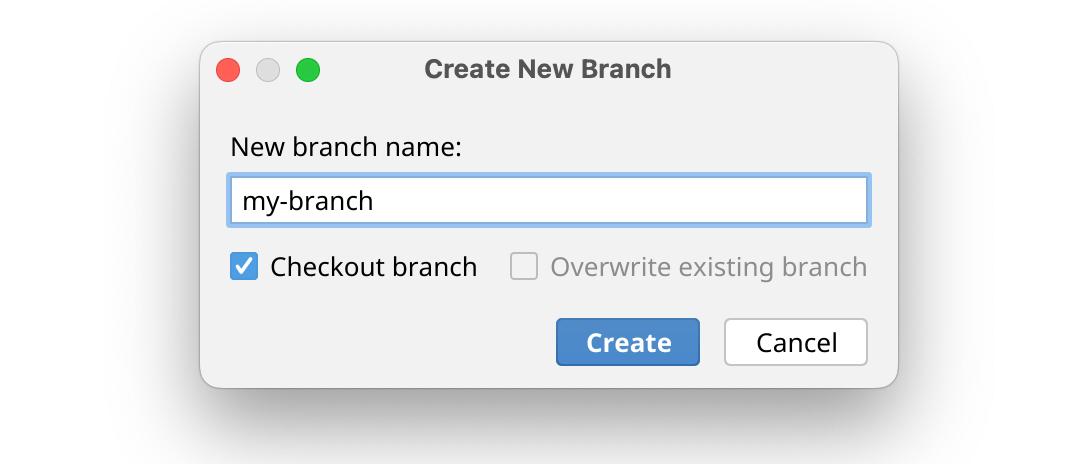 Create New Branch
New branch name:
my-branch
Checkout branch Overwrite existing branch
Create Cancel